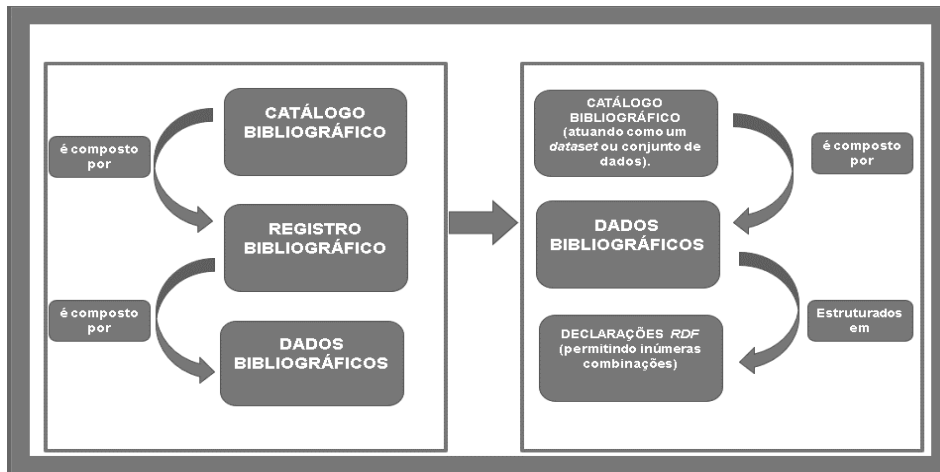 CATÁLOGO
BIBLIOGRÁFICO
é composto
por
REGISTRO
BIBLIOGRÁFICO
é composto
por
DADOS
BIBLIOGRÁFICOS
CATÁLOGO
BIBLIOGRÁFICO
(atuando como um
dataset ou conjunto de
dados).
é composto
por
DADOS
BIBLIOGRÁFICOS
Estruturados
em
DECLARAÇÕES RDF
(permitindo inúmeras
combinações)